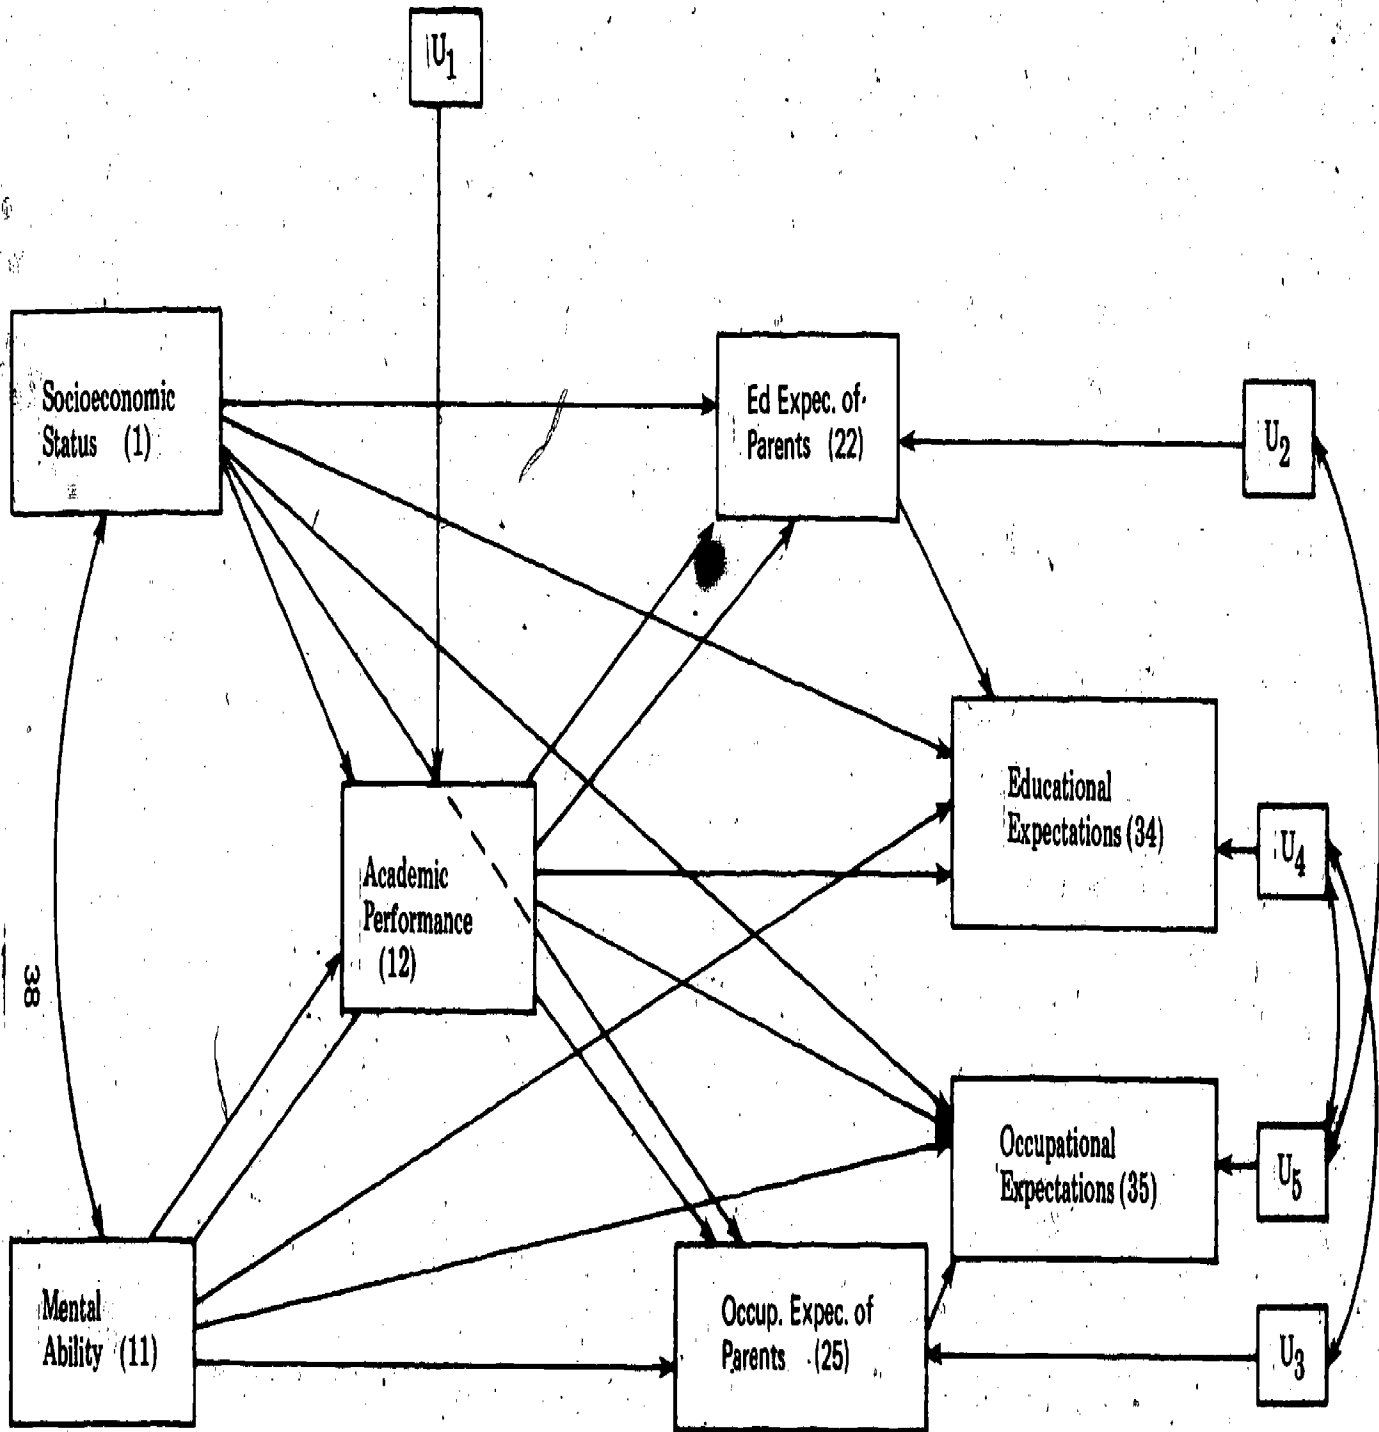 U1
Socioeconomic
Status (1)
Ed Expec. of
Parents (22)
U2
Educational
Expectations (34)
U4
Academic
Performance
(12)
38
Occupational
Expectations (35)
U5
Mental
Ability (11)
Occup. Expec. of
Parents (25)
U3